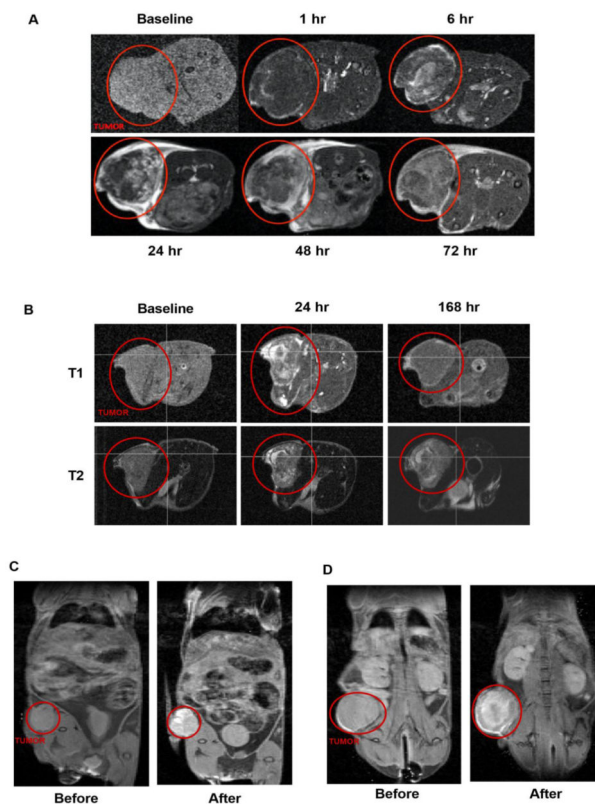 A
Baseline
1 hr
6 hr
TUMOR
24 hr
48 hr
72 hr
B
Baseline
24 hr
168 hr
T1
TUMOR
T2
C
D
TUMOR
TUMOR
Before
After
Before
After